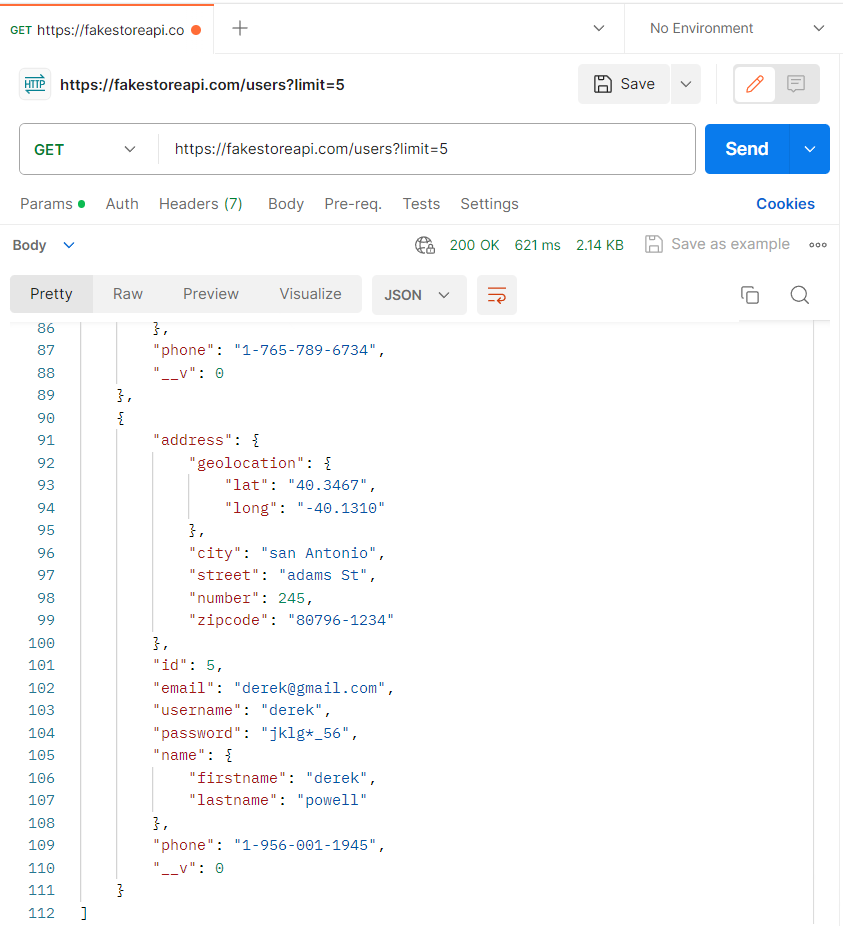 GET https://fakestoreapi.co
No Environment
HTTP https://fakestoreapi.com/users?limit=5
Save
GET https://fakestoreapi.com/users?limit=5 Send
Params Auth Headers (7) Body Pre-req. Tests Settings Cookies
Body 200 OK 621 ms 2.14 KB Save as example
Pretty Raw Preview Visualize JSON
86 },
87 "phone": "1-765-789-6734",
88 "__v": 0
89 },
90 {
91 "address": {
92 "geolocation": {
93 "lat": "40.3467",
94 "long": "-40.1310"
95 },
96 "city": "san Antonio",
97 "street": "adams St",
98 "number": 245,
99 "zipcode": "80796-1234"
100 },
101 "id": 5,
102 "email": "derek@gmail.com",
103 "username": "derek",
104 "password": "jklg*_56",
105 "name": {
106 "firstname": "derek",
107 "lastname": "powell"
108 },
109 "phone": "1-956-001-1945",
110 "__v": 0
111 }
112 ]